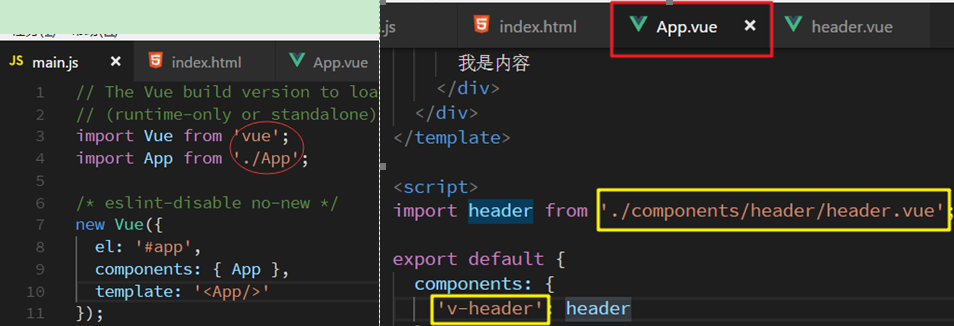 main.js
index.html
App.vue
1 // The Vue build version to loa
2 // (runtime-only or standalone)
3 import Vue from 'vue';
4 import App from './App';
5
6 /* eslint-disable no-new */
7 new Vue({
8 el: '#app',
9 components: { App },
10 template: '<App/>'
11 });
.js
index.html
App.vue
header.vue
我是内容
</div>
</div>
</template>
<script>
import header from './components/header/header.vue';
export default {
components: {
'v-header': header